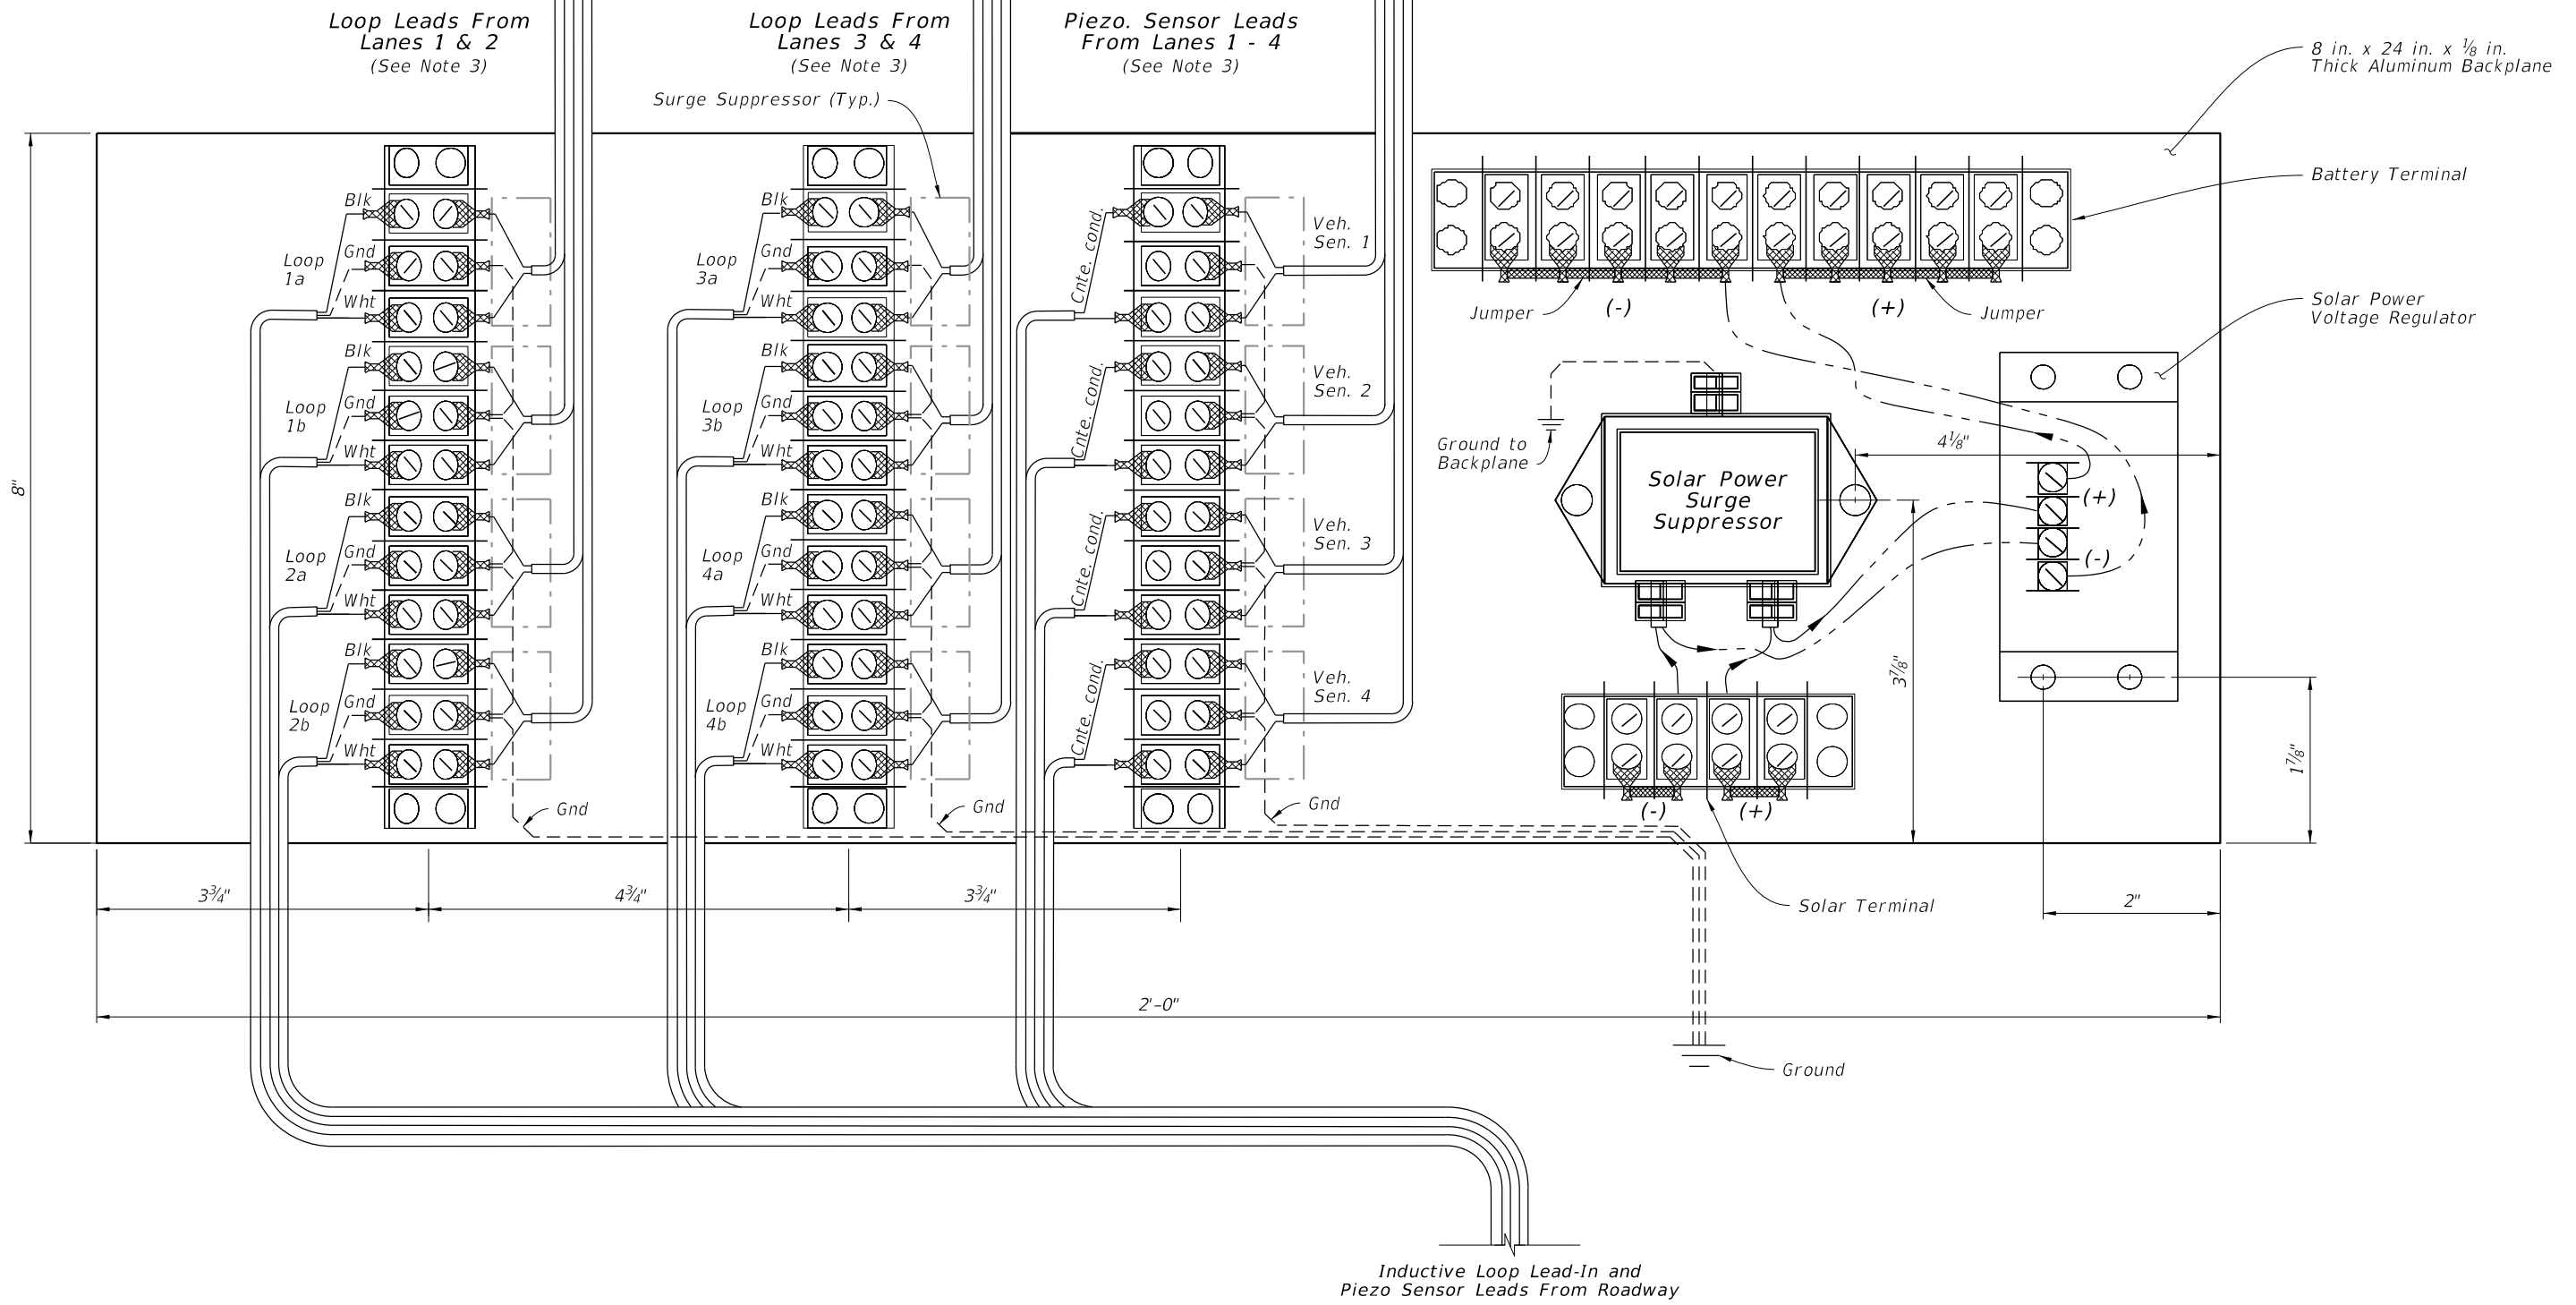 Loop Leads From
Lanes 1 & 2
(See Note 3)
Loop Leads From
Lanes 3 & 4
(See Note 3)
Piezo. Sensor Leads
From Lanes 1 - 4
(See Note 3)
Surge Suppressor (Typ.)
8 in. x 24 in. x ⅛ in.
Thick Aluminum Backplane
Battery Terminal
Solar Power
Voltage Regulator
8"
Blk
Gnd
Wht
Loop
1a
Blk
Gnd
Wht
Loop
1b
Blk
Gnd
Wht
Loop
2a
Blk
Gnd
Wht
Loop
2b
Gnd
Blk
Gnd
Wht
Loop
3a
Blk
Gnd
Wht
Loop
3b
Blk
Gnd
Wht
Loop
4a
Blk
Gnd
Wht
Loop
4b
Gnd
Cnte. cond.
Cnte. cond.
Cnte. cond.
Cnte. cond.
Veh.
Sen. 1
Veh.
Sen. 2
Veh.
Sen. 3
Veh.
Sen. 4
Gnd
Jumper
(-)
(+)
Jumper
Ground to
Backplane
Solar Power
Surge
Suppressor
4⅛"
(+)
(-)
3⅞"
1⅞"
(-)
(+)
Solar Terminal
3¾"
4¾"
3¾"
2"
2'-0"
Ground
Inductive Loop Lead-In and
Piezo Sensor Leads From Roadway